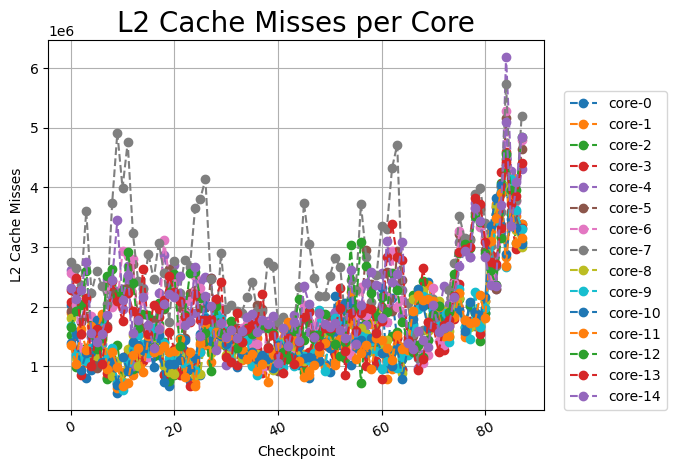 L2 Cache Misses per Core
1e6
6
5
4
3
2
1
L2 Cache Misses
0
20
40
60
80
Checkpoint
core-0
core-1
core-2
core-3
core-4
core-5
core-6
core-7
core-8
core-9
core-10
core-11
core-12
core-13
core-14